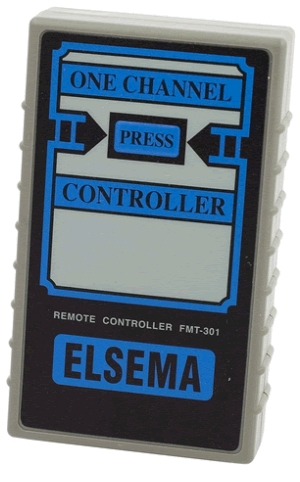 ONE CHANNEL
PRESS
CONTROLLER
REMOTE CONTROLLER FMT-301
ELSEMA